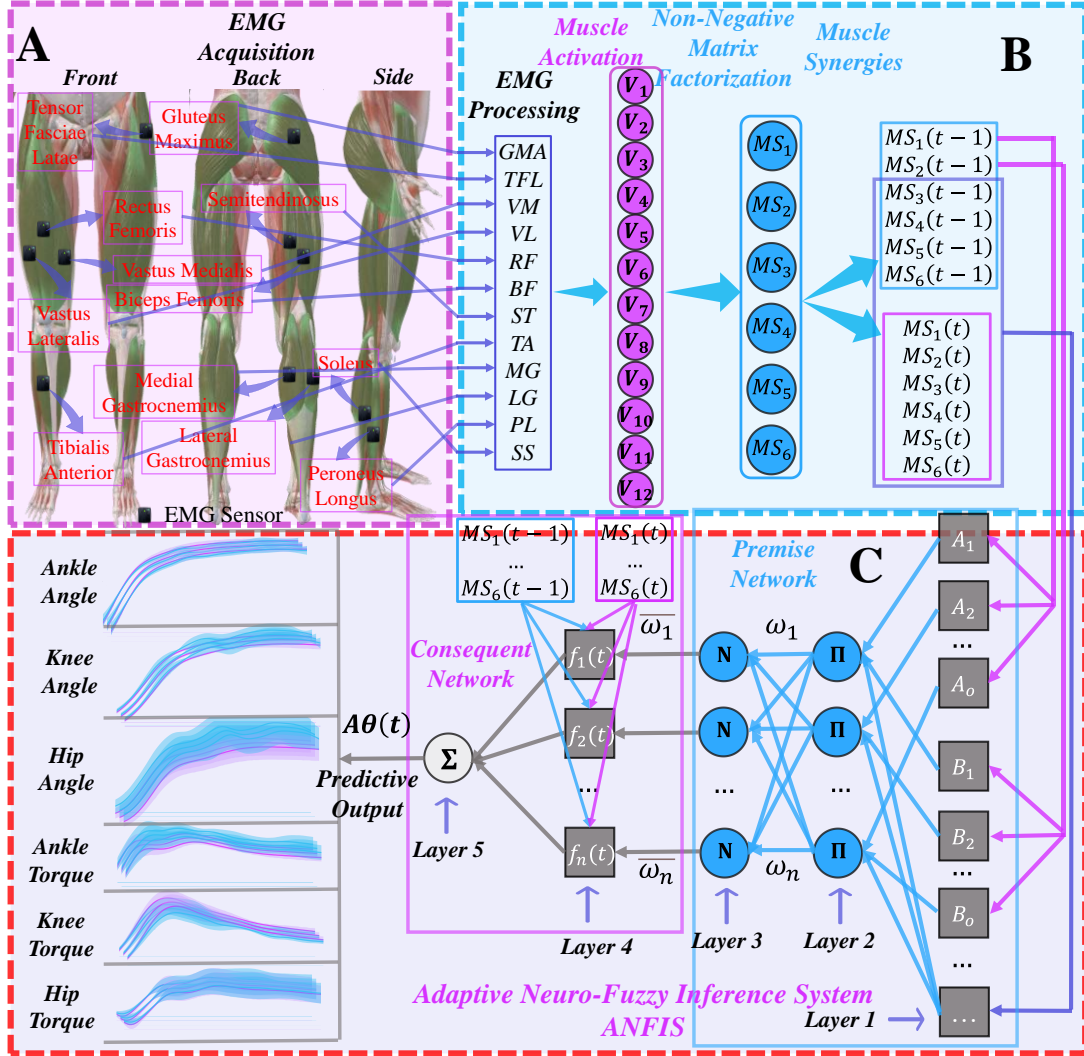 A
EMG
Acquisition
Front
Back
Side
Tensor
Fasciae
Latae
Gluteus
Maximus
Rectus
Femoris
Semitendinosus
Vastus Medialis
Biceps Femoris
Vastus
Lateralis
Medial
Gastrocnemius
Soleus
Tibialis
Anterior
Lateral
Gastrocnemius
Peroneus
Longus
EMG Sensor
B
EMG
Processing
GMA
TFL
VM
VL
RF
BF
ST
TA
MG
LG
PL
SS
Muscle
Activation
V₁
V₂
V₃
V₄
V₅
V₆
V₇
V₈
V₉
V₁₀
V₁₁
V₁₂
Non-Negative
Matrix
Factorization
MS₁
MS₂
MS₃
MS₄
MS₅
MS₆
Muscle
Synergies
MS₁(t − 1)
MS₂(t − 1)
MS₃(t − 1)
MS₄(t − 1)
MS₅(t − 1)
MS₆(t − 1)
MS₁(t)
MS₂(t)
MS₃(t)
MS₄(t)
MS₅(t)
MS₆(t)
C
Premise
Network
A₁
A₂
...
Aₒ
B₁
B₂
...
Bₒ
...
...
Layer 1
Π
Π
...
Π
Layer 2
ω₁
ωₙ
N
N
...
N
Layer 3
ω̅₁
ω̅ₙ
MS₁(t − 1)
...
MS₆(t − 1)
MS₁(t)
...
MS₆(t)
Consequent
Network
f₁(t)
f₂(t)
...
fₙ(t)
Layer 4
Σ
Layer 5
Aθ(t)
Predictive
Output
Ankle
Angle
Knee
Angle
Hip
Angle
Ankle
Torque
Knee
Torque
Hip
Torque
Adaptive Neuro-Fuzzy Inference System
ANFIS